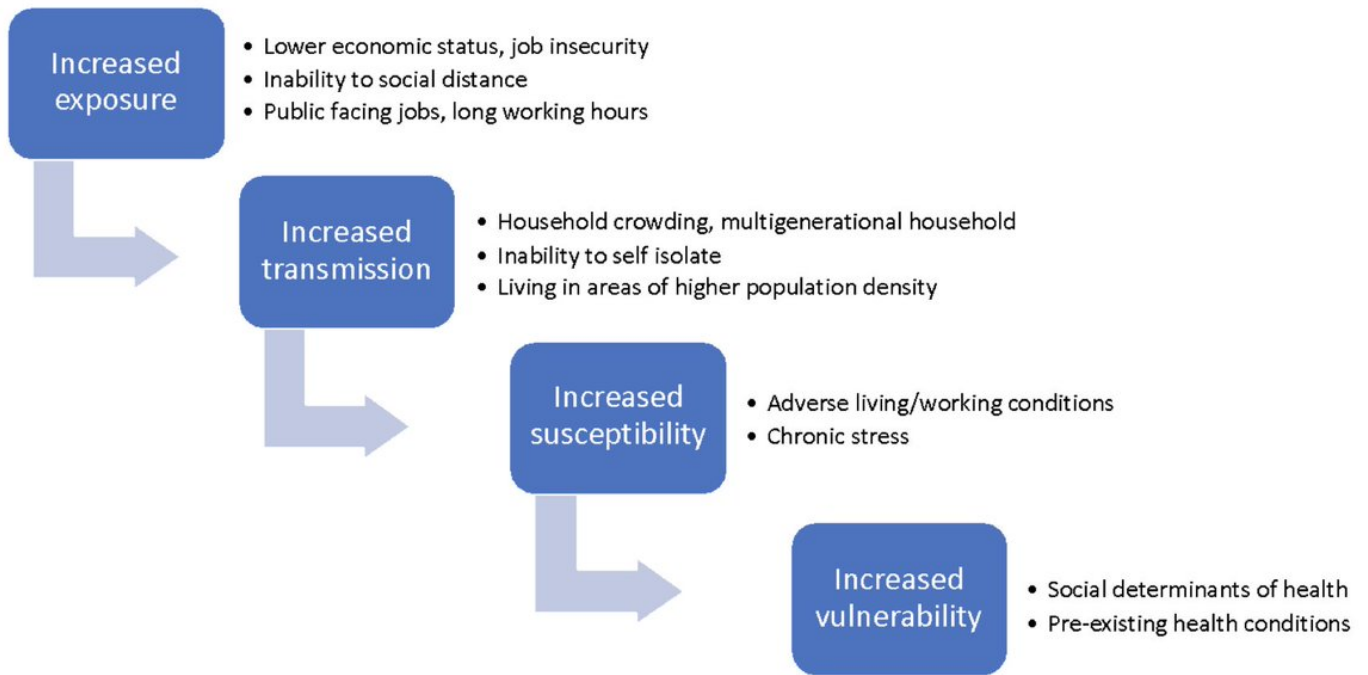 Increased
exposure
• Lower economic status, job insecurity
• Inability to social distance
• Public facing jobs, long working hours
Increased
transmission
• Household crowding, multigenerational household
• Inability to self isolate
• Living in areas of higher population density
Increased
susceptibility
• Adverse living/working conditions
• Chronic stress
Increased
vulnerability
• Social determinants of health
• Pre-existing health conditions